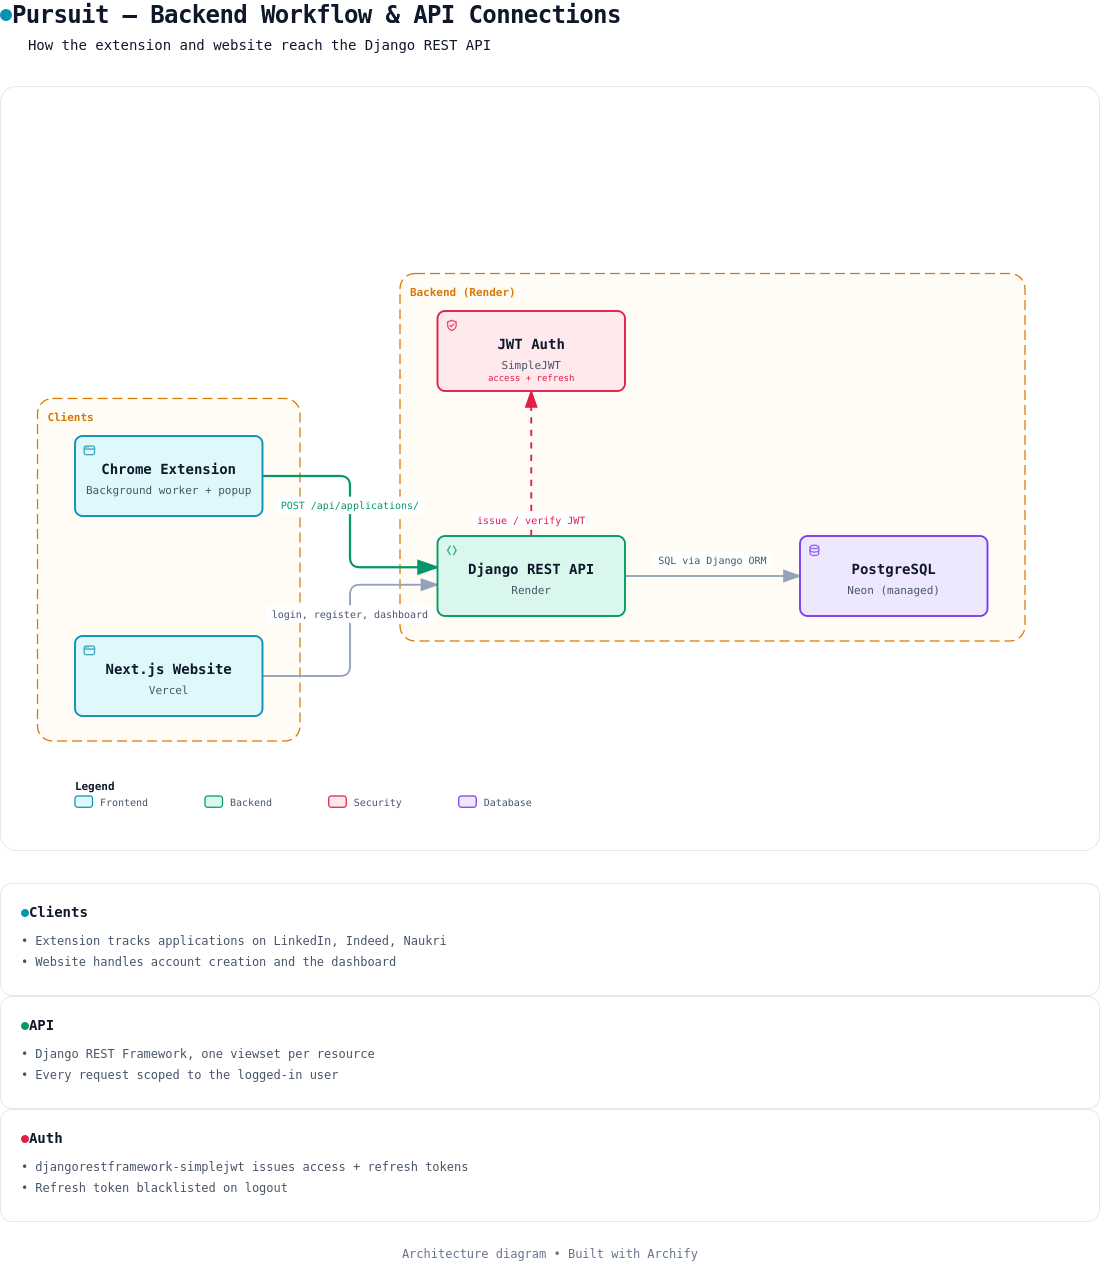 Pursuit — Backend Workflow & API Connections
How the extension and website reach the Django REST API
Backend (Render)
JWT Auth
SimpleJWT
access + refresh
Clients
Chrome Extension
Background worker + popup
POST /api/applications/
issue / verify JWT
Django REST API
Render
SQL via Django ORM
PostgreSQL
Neon (managed)
login, register, dashboard
Next.js Website
Vercel
Legend
Frontend
Backend
Security
Database
Clients
• Extension tracks applications on LinkedIn, Indeed, Naukri
• Website handles account creation and the dashboard
API
• Django REST Framework, one viewset per resource
• Every request scoped to the logged-in user
Auth
• djangorestframework-simplejwt issues access + refresh tokens
• Refresh token blacklisted on logout
Architecture diagram • Built with Archify